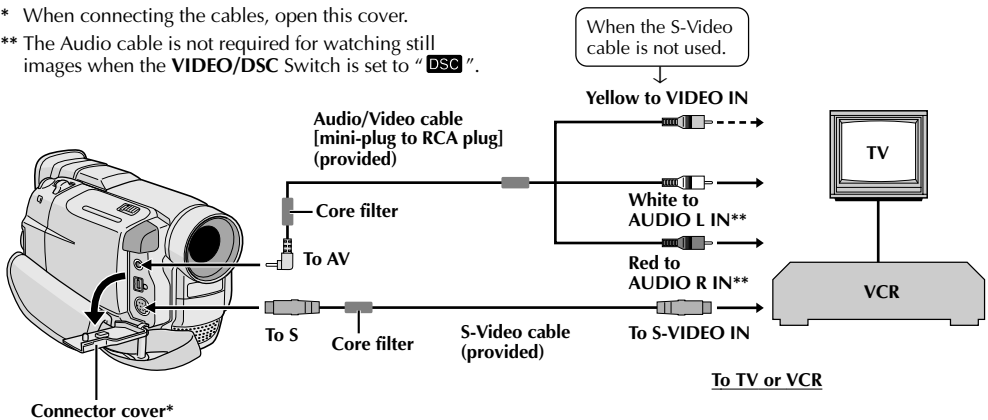 * When connecting the cables, open this cover.
** The Audio cable is not required for watching still
images when the VIDEO/DSC Switch is set to “ DSC ”.
When the S-Video
cable is not used.
Yellow to VIDEO IN
Audio/Video cable
[mini-plug to RCA plug]
(provided)
TV
Core filter
White to
AUDIO L IN**
To AV
Red to
AUDIO R IN**
VCR
To S
Core filter
S-Video cable
(provided)
To S-VIDEO IN
To TV or VCR
Connector cover*